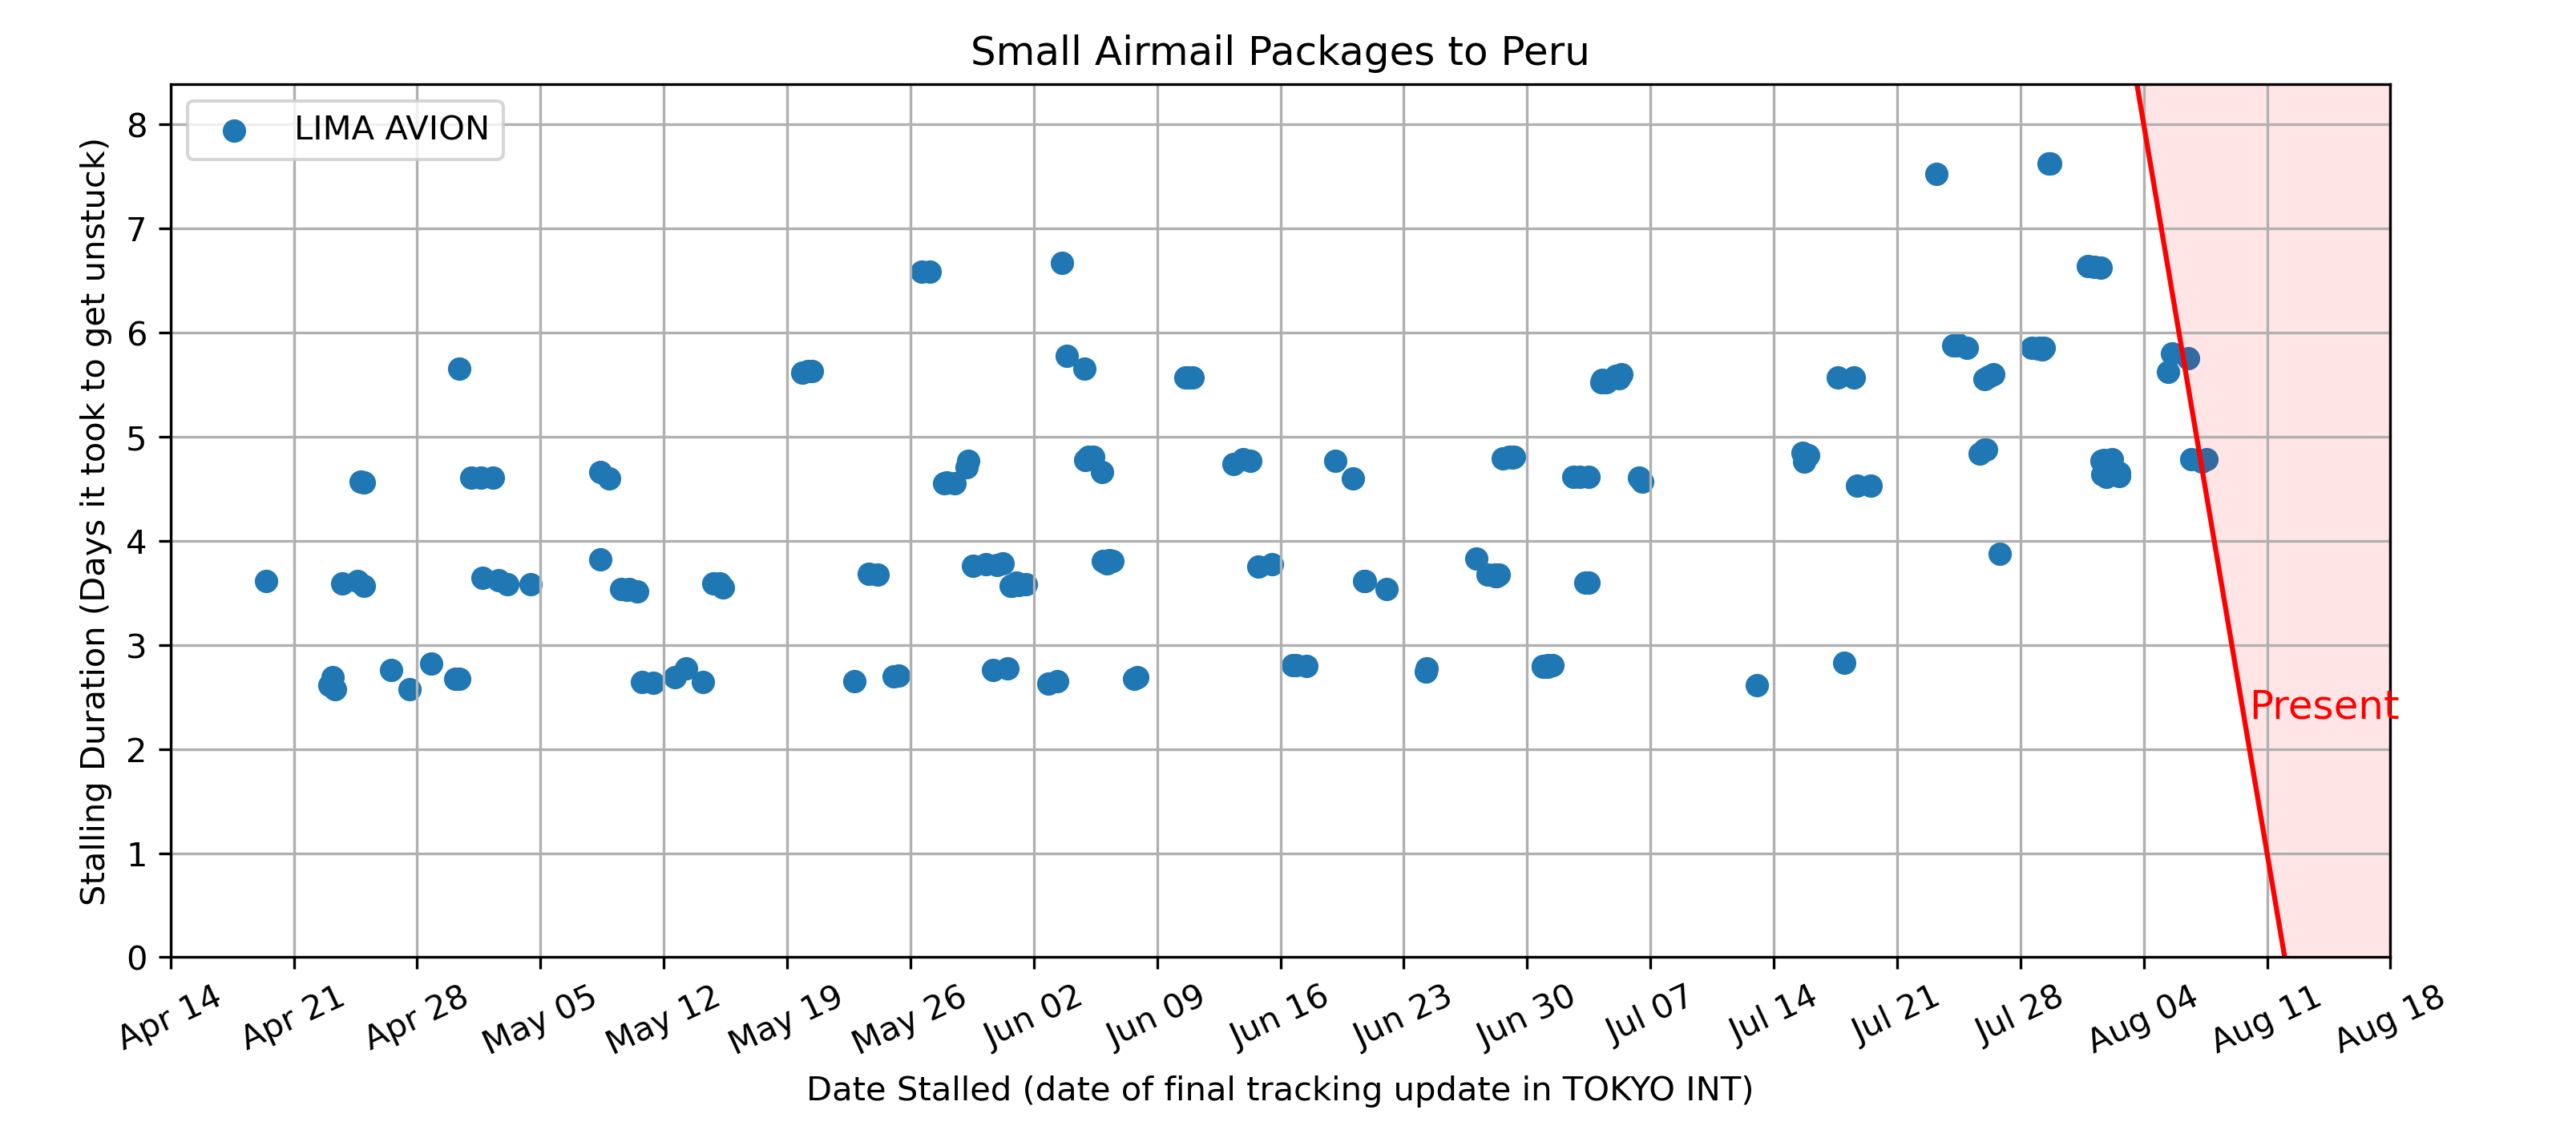 Small Airmail Packages to Peru
LIMA AVION
Stalling Duration (Days it took to get unstuck)
8
7
6
5
4
3
2
1
0
Present
Apr 14
Apr 21
Apr 28
May 05
May 12
May 19
May 26
Jun 02
Jun 09
Jun 16
Jun 23
Jun 30
Jul 07
Jul 14
Jul 21
Jul 28
Aug 04
Aug 11
Aug 18
Date Stalled (date of final tracking update in TOKYO INT)